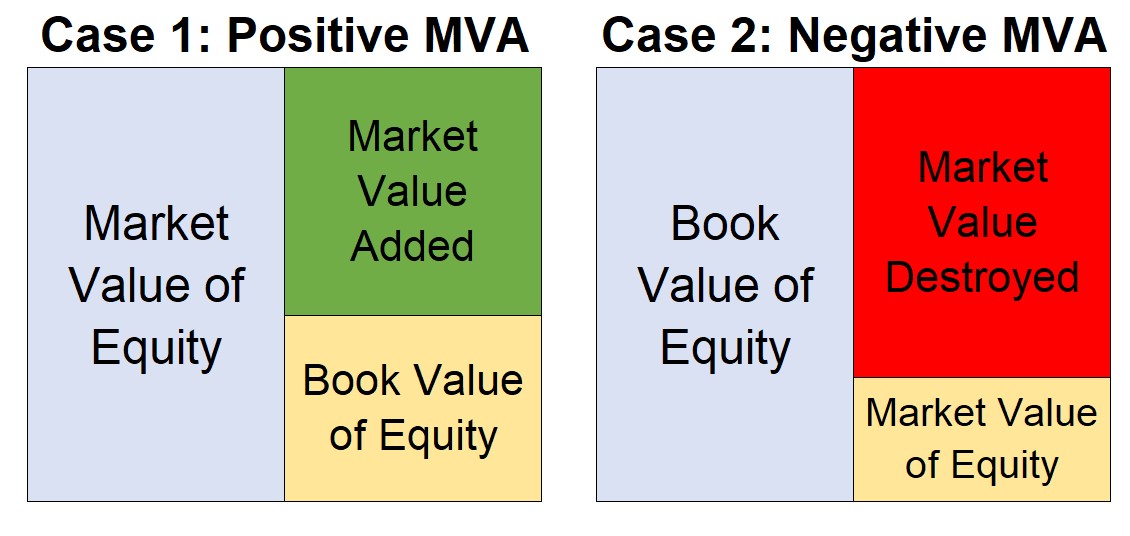 Case 1: Positive MVA
Market
Value of
Equity
Market
Value
Added
Book Value
of Equity
Case 2: Negative MVA
Book
Value of
Equity
Market
Value
Destroyed
Market Value
of Equity